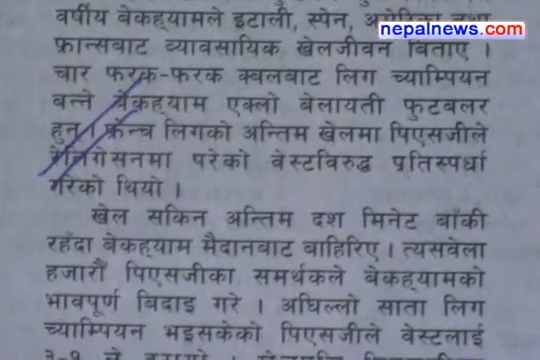 nepalnews.com
वर्षीय बेकह्यामले इटाली, स्पेन, अमेरिका तथा
फ्रान्सबाट व्यावसायिक खेलजीवन बिताए ।
चार फरक-फरक क्लबबाट लिग च्याम्पियन
बन्ने बेकह्याम एक्लो बेलायती फुटबलर
हुन् । फ्रेन्च लिगको अन्तिम खेलमा पिएसजीले
रेलिगेसनमा परेको वेस्टविरुद्ध प्रतिस्पर्धा
गरेको थियो ।
खेल सकिन अन्तिम दश मिनेट बाँकी
रहँदा बेकह्याम मैदानबाट बाहिरिए । त्यसवेला
हजारौँ पिएसजीका समर्थकले बेकह्यामको
भावपूर्ण बिदाइ गरे । अघिल्लो साता लिग
च्याम्पियन भइसकेको पिएसजीले वेस्टलाई